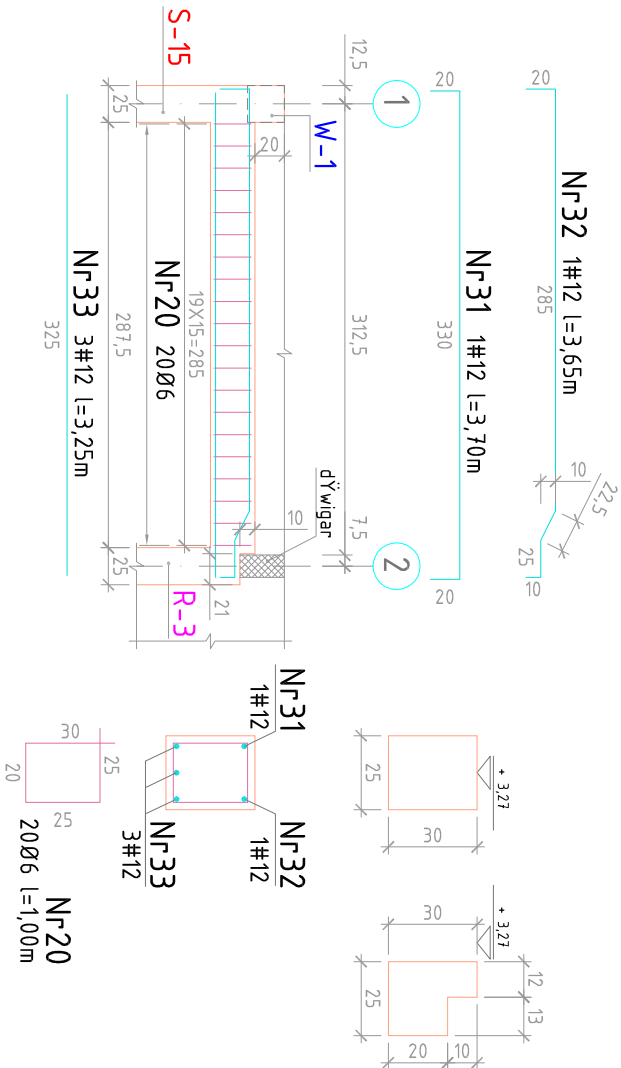 Nr32 1#12 l=3,65m
20
285
10
22,5
25
10
Nr31 1#12 l=3,70m
20
330
20
1
2
12,5
312,5
7,5
W-1
20
dŸwigar
10
S-15
25
19X15=285
Nr20 20Ø6
287,5
25
21
R-3
Nr33 3#12 l=3,25m
325
+ 3,27
25
30
+ 3,27
30
12
13
25
20
10
Nr31
1#12
Nr32
1#12
Nr33
3#12
30
25
20
25
Nr20
20Ø6 l=1,00m